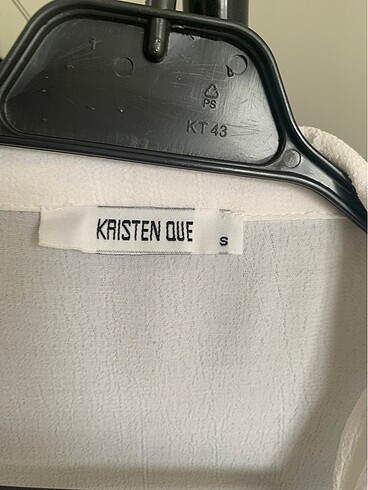 PS
KT 43
KRISTEN QUE
S